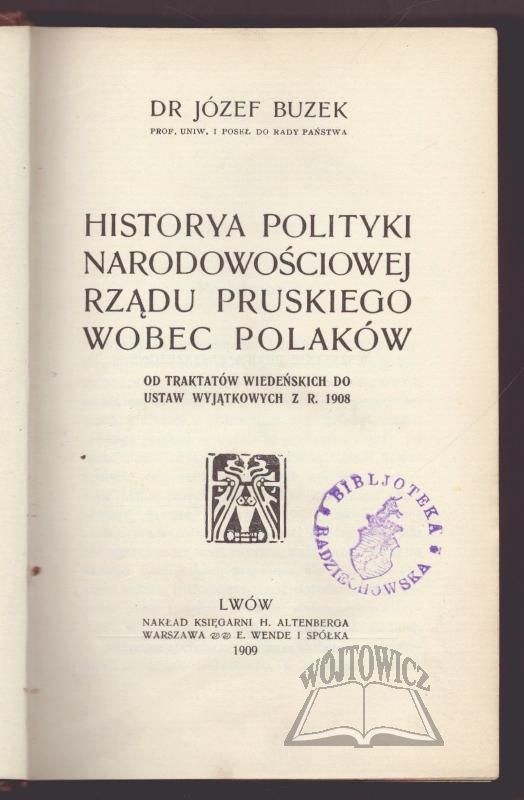 DR JÓZEF BUZEK
PROF. UNIW. I POSEŁ DO RADY PAŃSTWA
HISTORYA POLITYKI
NARODOWOŚCIOWEJ
RZĄDU PRUSKIEGO
WOBEC POLAKÓW
OD TRAKTATÓW WIEDEŃSKICH DO
USTAW WYJĄTKOWYCH Z R. 1908
BIBLJOTEKA
RADZIECHOWSKA
LWÓW
NAKŁAD KSIĘGARNI H. ALTENBERGA
WARSZAWA E. WENDE I SPÓŁKA
1909
WÓJTOWICZ